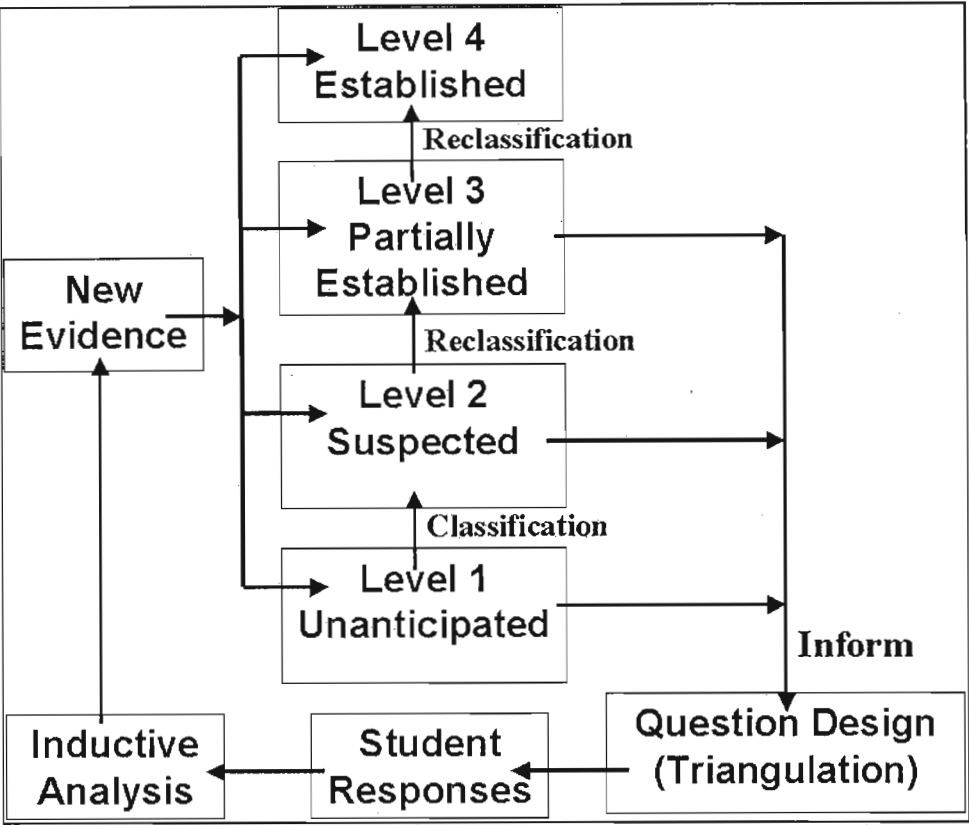 Level 4
Established
Reclassification
Level 3
Partially
Established
New
Evidence
Reclassification
Level 2
Suspected
Classification
Level 1
Unanticipated
Inform
Question Design
(Triangulation)
Student
Responses
Inductive
Analysis